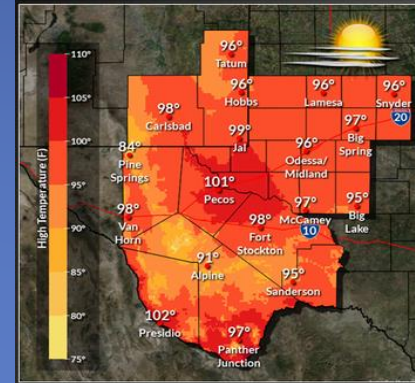 110°
105°
100°
95°
90°
85°
80°
75°
High Temperature (F)
96°
Tatum
96°
Hobbs
96°
Lamesa
96°
Snyder
20
98°
Carlsbad
99°
Jal
97°
Big
Spring
84°
Pine
Springs
96°
Odessa/
Midland
101°
Pecos
98°
Van
Horn
97°
McCamey
95°
Big
Lake
98°
Fort
Stockton
10
91°
Alpine
95°
Sanderson
102°
Presidio
97°
Panther
Junction